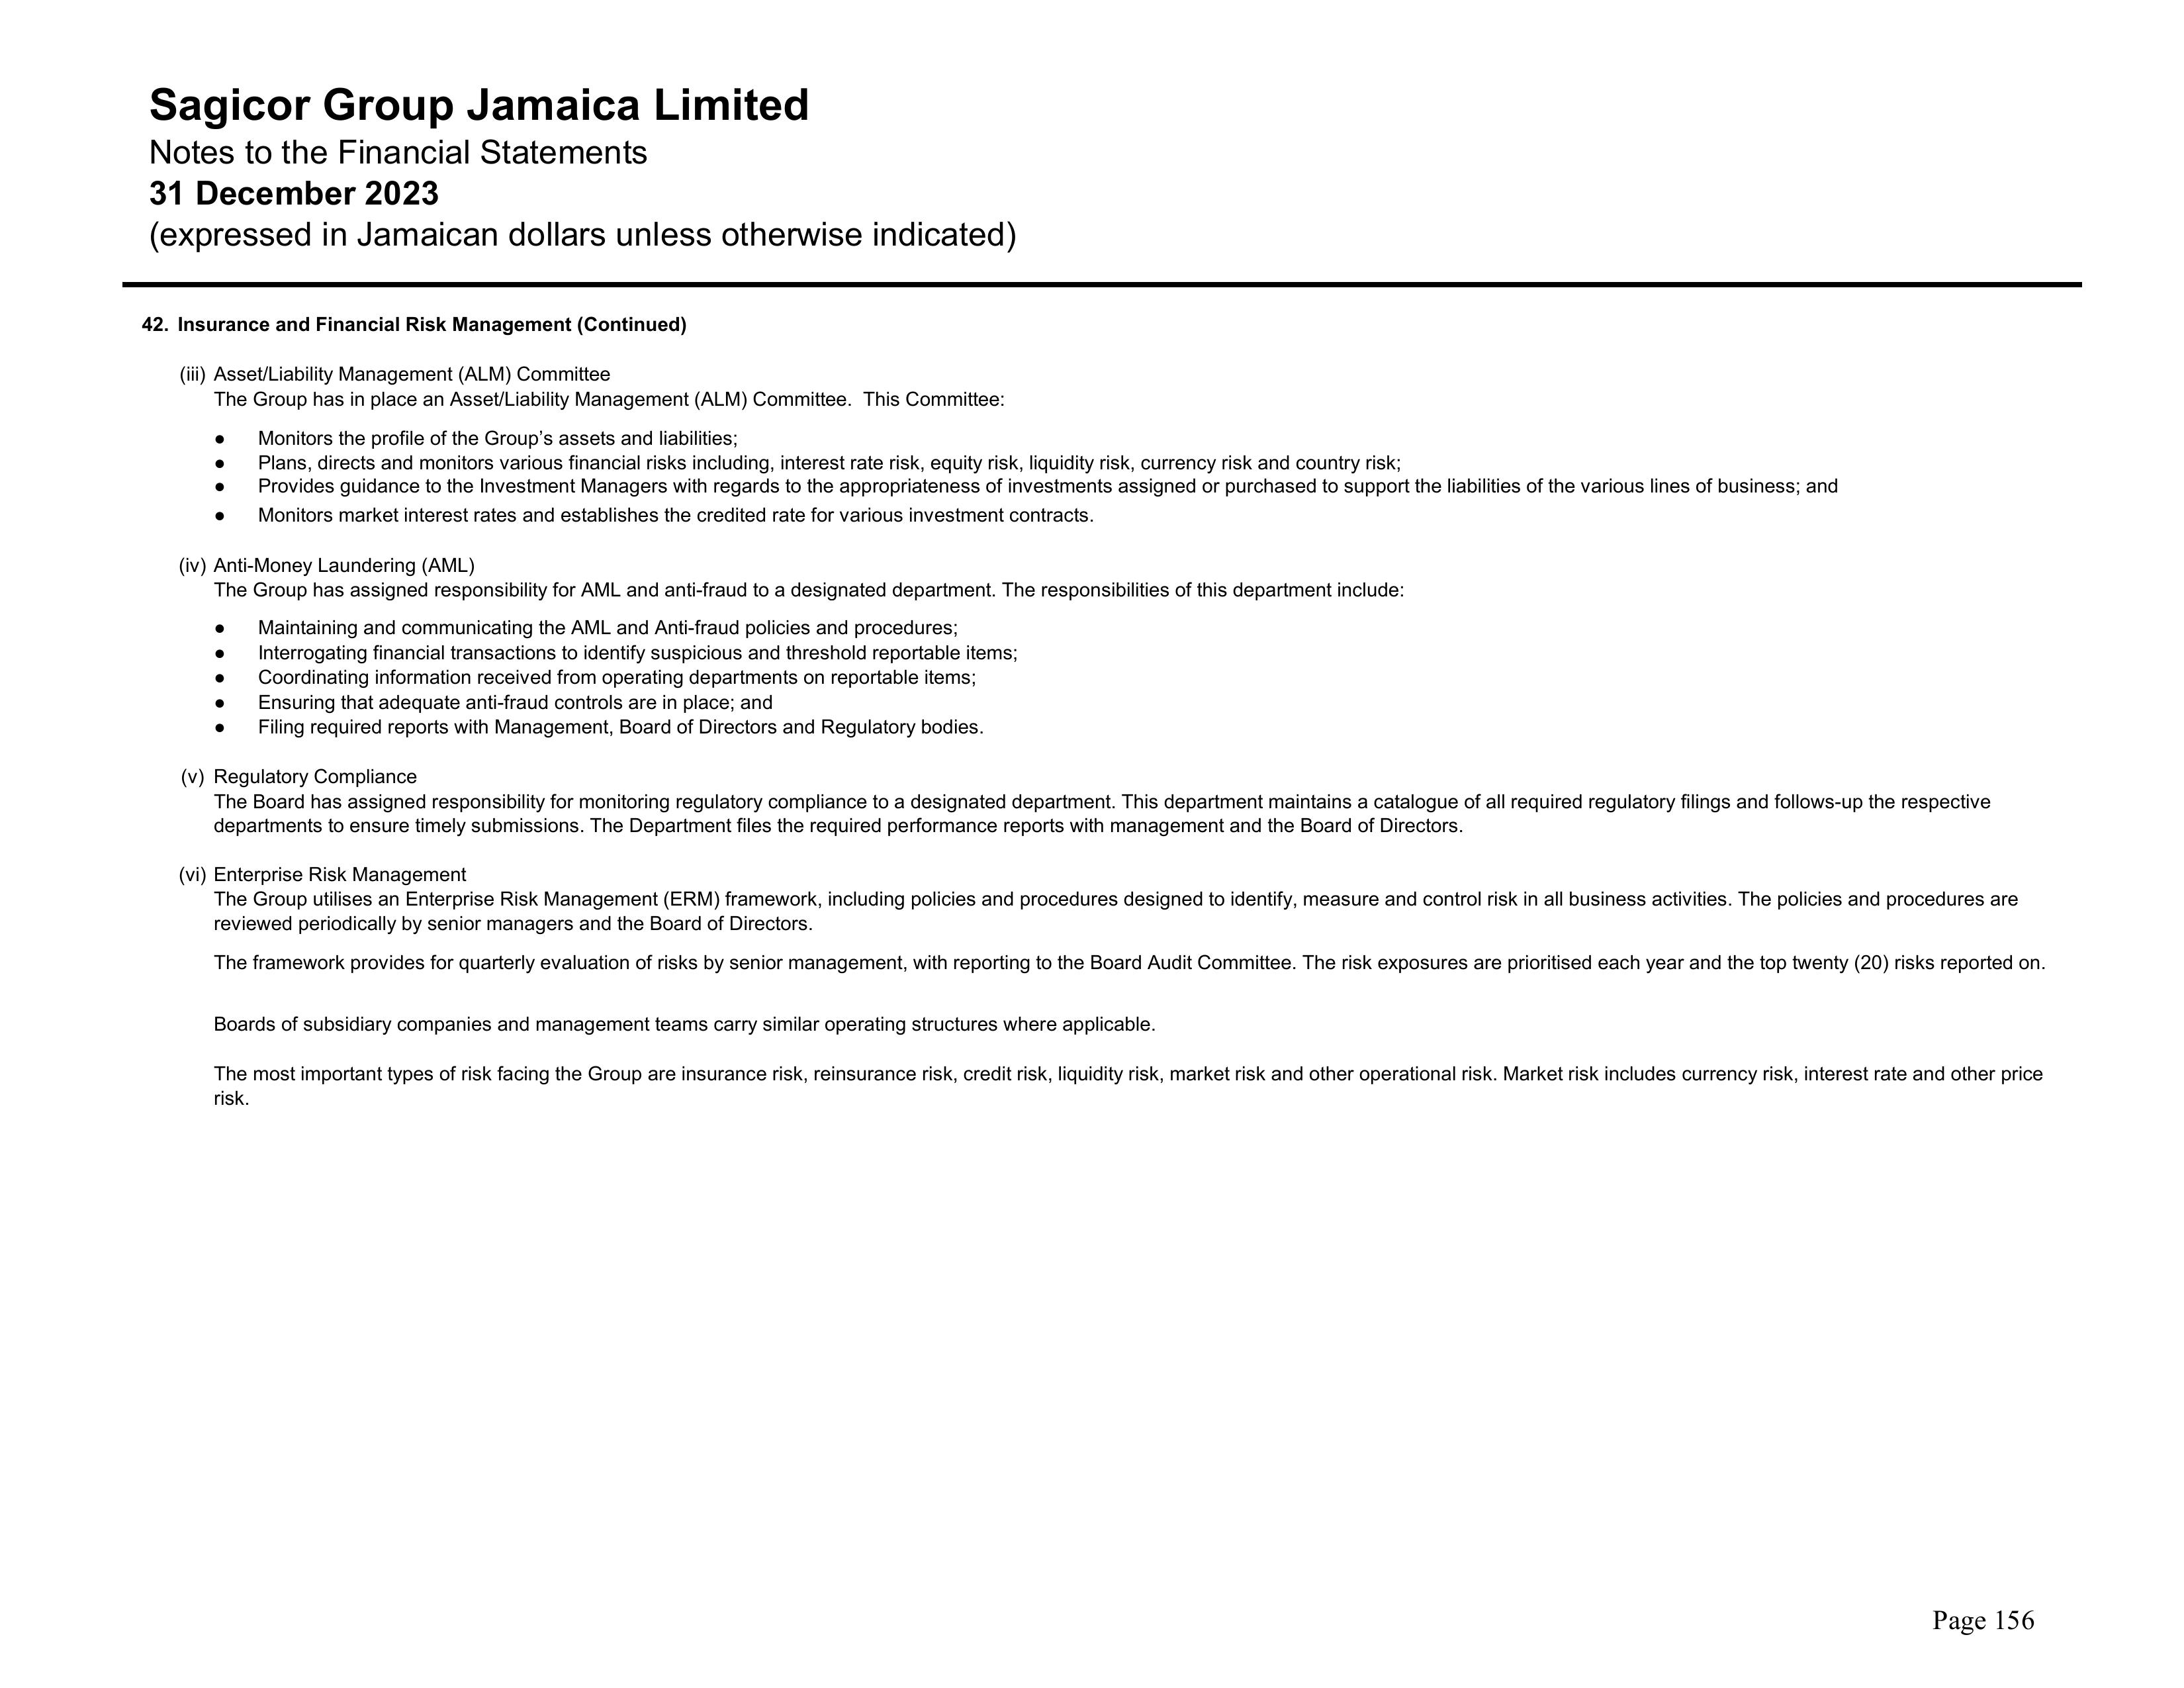 Sagicor Group Jamaica Limited
Notes to the Financial Statements
31 December 2023
(expressed in Jamaican dollars unless otherwise indicated)
42. Insurance and Financial Risk Management (Continued)
(iii) Asset/Liability Management (ALM) Committee
The Group has in place an Asset/Liability Management (ALM) Committee.  This Committee:
● Monitors the profile of the Group’s assets and liabilities;
● Plans, directs and monitors various financial risks including, interest rate risk, equity risk, liquidity risk, currency risk and country risk;
● Provides guidance to the Investment Managers with regards to the appropriateness of investments assigned or purchased to support the liabilities of the various lines of business; and
● Monitors market interest rates and establishes the credited rate for various investment contracts.
(iv) Anti-Money Laundering (AML)
The Group has assigned responsibility for AML and anti-fraud to a designated department. The responsibilities of this department include:
● Maintaining and communicating the AML and Anti-fraud policies and procedures;
● Interrogating financial transactions to identify suspicious and threshold reportable items;
● Coordinating information received from operating departments on reportable items;
● Ensuring that adequate anti-fraud controls are in place; and
● Filing required reports with Management, Board of Directors and Regulatory bodies.
(v) Regulatory Compliance
The Board has assigned responsibility for monitoring regulatory compliance to a designated department. This department maintains a catalogue of all required regulatory filings and follows-up the respective
departments to ensure timely submissions. The Department files the required performance reports with management and the Board of Directors.
(vi) Enterprise Risk Management
The Group utilises an Enterprise Risk Management (ERM) framework, including policies and procedures designed to identify, measure and control risk in all business activities. The policies and procedures are
reviewed periodically by senior managers and the Board of Directors.
The framework provides for quarterly evaluation of risks by senior management, with reporting to the Board Audit Committee. The risk exposures are prioritised each year and the top twenty (20) risks reported on.
Boards of subsidiary companies and management teams carry similar operating structures where applicable.
The most important types of risk facing the Group are insurance risk, reinsurance risk, credit risk, liquidity risk, market risk and other operational risk. Market risk includes currency risk, interest rate and other price
risk.
Page 156